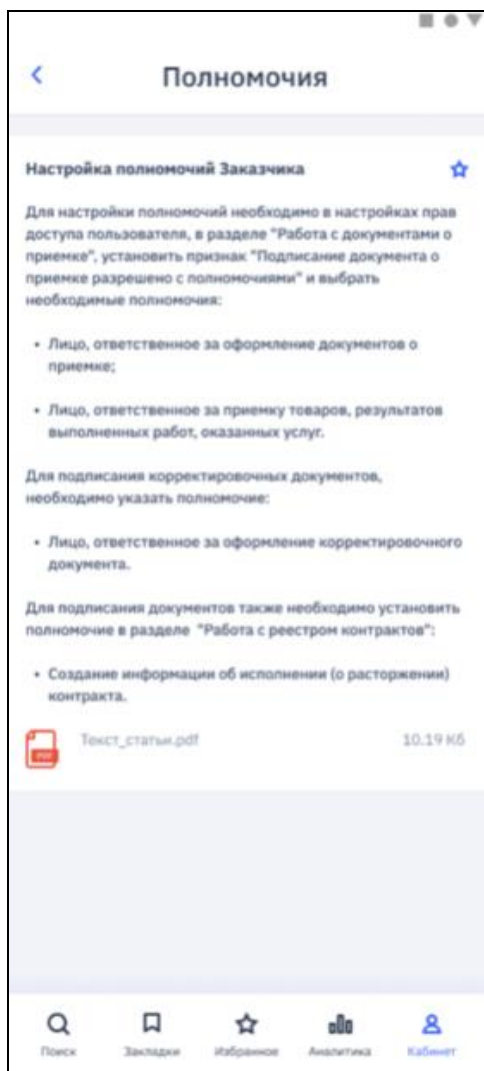 Полномочия
Настройка полномочий Заказчика
Для настройки полномочий необходимо в настройках прав
доступа пользователя, в разделе "Работа с документами о
приемке", установить признак "Подписание документа о
приемке разрешено с полномочиями" и выбрать
необходимые полномочия:
• Лицо, ответственное за оформление документов о
приемке;
• Лицо, ответственное за приемку товаров, результатов
выполненных работ, оказанных услуг.
Для подписания корректировочных документов,
необходимо указать полномочие:
• Лицо, ответственное за оформление корректировочного
документа.
Для подписания документов также необходимо установить
полномочие в разделе "Работа с реестром контрактов":
• Создание информации об исполнении (о расторжении)
контракта.
PDF Текст_статьи.pdf 10.19 Кб
Поиск Закладки Избранное Аналитика Кабинет